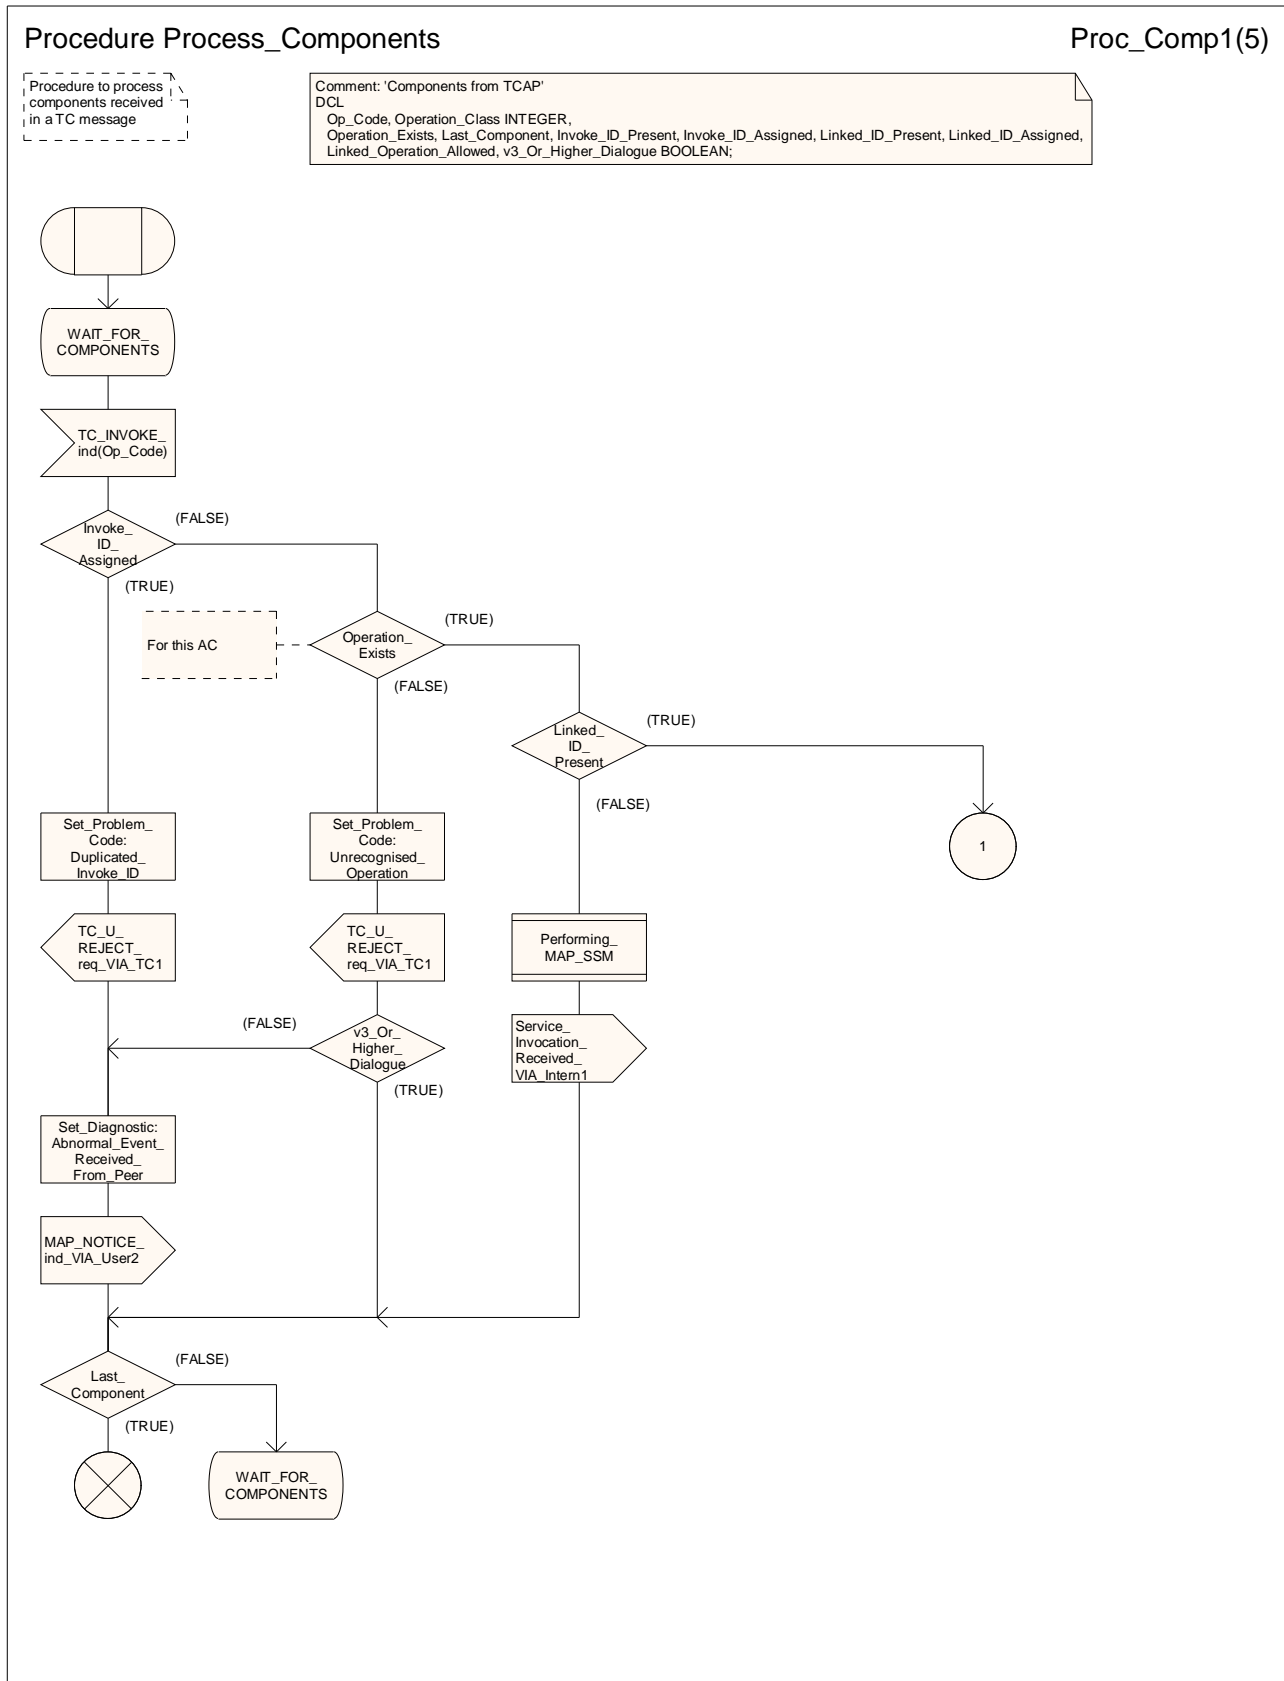 Procedure Process_Components
Proc_Comp1(5)
Procedure to process
components received
in a TC message
Comment: 'Components from TCAP'
DCL
Op_Code, Operation_Class INTEGER,
Operation_Exists, Last_Component, Invoke_ID_Present, Invoke_ID_Assigned, Linked_ID_Present, Linked_ID_Assigned,
Linked_Operation_Allowed, v3_Or_Higher_Dialogue BOOLEAN;
WAIT_FOR_
COMPONENTS
TC_INVOKE_
ind(Op_Code)
Invoke_
ID_
Assigned
(FALSE)
(TRUE)
For this AC
Operation_
Exists
(TRUE)
(FALSE)
Linked_
ID_
Present
(TRUE)
(FALSE)
Set_Problem_
Code:
Duplicated_
Invoke_ID
Set_Problem_
Code:
Unrecognised_
Operation
1
TC_U_
REJECT_
req_VIA_TC1
TC_U_
REJECT_
req_VIA_TC1
Performing_
MAP_SSM
(FALSE)
v3_Or_
Higher_
Dialogue
(TRUE)
Service_
Invocation_
Received_
VIA_Intern1
Set_Diagnostic:
Abnormal_Event_
Received_
From_Peer
MAP_NOTICE_
ind_VIA_User2
Last_
Component
(FALSE)
(TRUE)
WAIT_FOR_
COMPONENTS